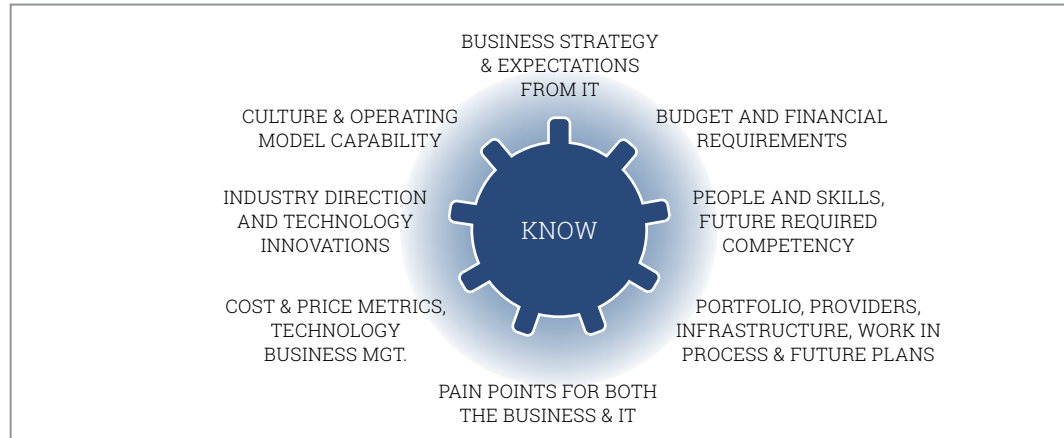 BUSINESS STRATEGY
& EXPECTATIONS
FROM IT
CULTURE & OPERATING
MODEL CAPABILITY
BUDGET AND FINANCIAL
REQUIREMENTS
INDUSTRY DIRECTION
AND TECHNOLOGY
INNOVATIONS
KNOW
PEOPLE AND SKILLS,
FUTURE REQUIRED
COMPETENCY
COST & PRICE METRICS,
TECHNOLOGY
BUSINESS MGT.
PORTFOLIO, PROVIDERS,
INFRASTRUCTURE, WORK IN
PROCESS & FUTURE PLANS
PAIN POINTS FOR BOTH
THE BUSINESS & IT